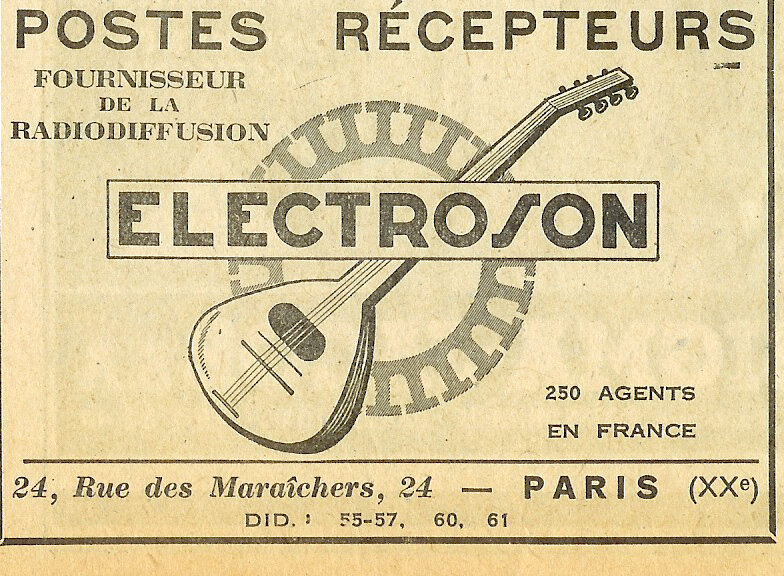 POSTES RÉCEPTEURS
FOURNISSEUR
DE LA
RADIODIFFUSION
ELECTROSON
250 AGENTS
EN FRANCE
24, Rue des Maraîchers, 24 — PARIS (XXe)
DID. : 55-57, 60, 61